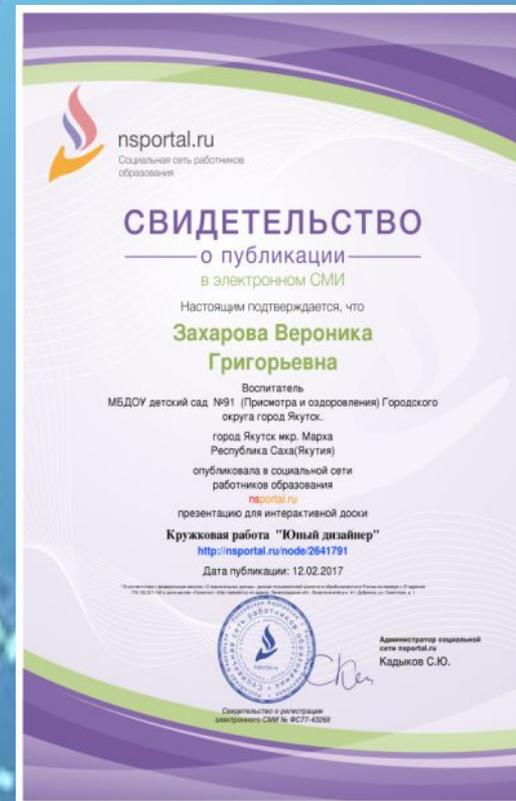 nsportal.ru
Социальная сеть работников
образования
СВИДЕТЕЛЬСТВО
о публикации
в электронном СМИ
Настоящим подтверждается, что
Захарова Вероника
Григорьевна
Воспитатель
МБДОУ детский сад №91 (Присмотра и оздоровления) Городского
округа город Якутск.
город Якутск мкр. Марха
Республика Саха(Якутия)
опубликовала в социальной сети
работников образования
nsportal.ru
презентацию для интерактивной доски
Кружковая работа "Юный дизайнер"
http://nsportal.ru/node/2641791
Дата публикации: 12.02.2017
Администратор социальной
сети nsportal.ru
Кадыков С.Ю.
Свидетельство о регистрации
электронного СМИ № ФС77-43268